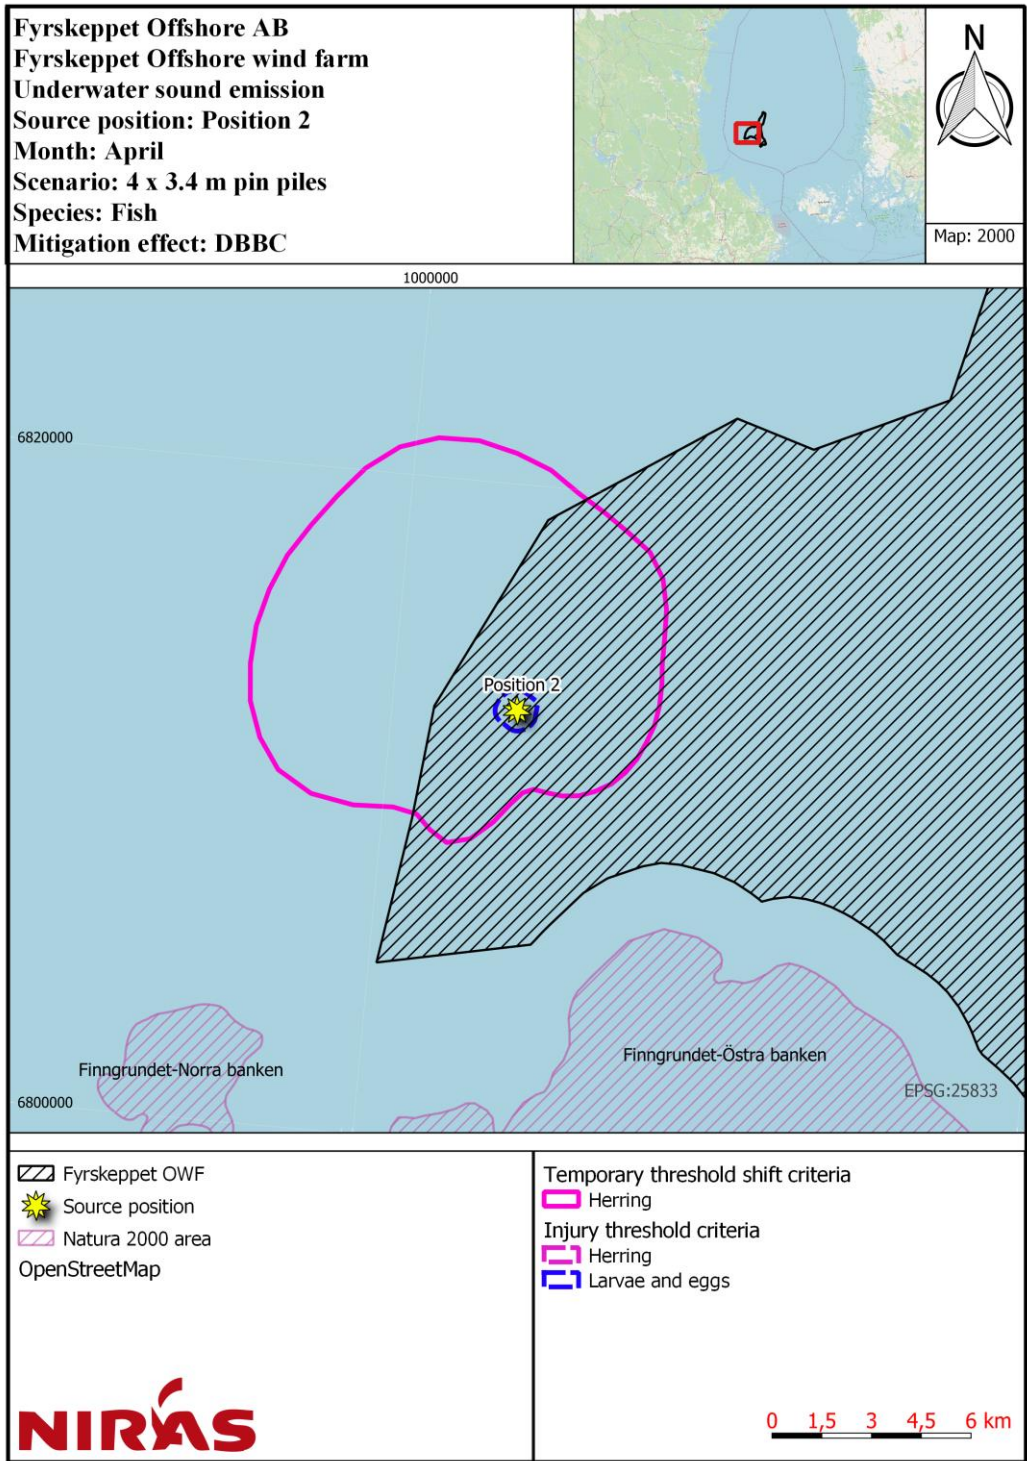 Fyrskeppet Offshore AB
Fyrskeppet Offshore wind farm
Underwater sound emission
Source position: Position 2
Month: April
Scenario: 4 x 3.4 m pin piles
Species: Fish
Mitigation effect: DBBC
N
Map: 2000
1000000
6820000
Position 2
Finngrundet-Norra banken
Finngrundet-Östra banken
EPSG:25833
6800000
Fyrskeppet OWF
Source position
Natura 2000 area
OpenStreetMap
Temporary threshold shift criteria
Herring
Injury threshold criteria
Herring
Larvae and eggs
NIRÁS
0 1,5 3 4,5 6 km